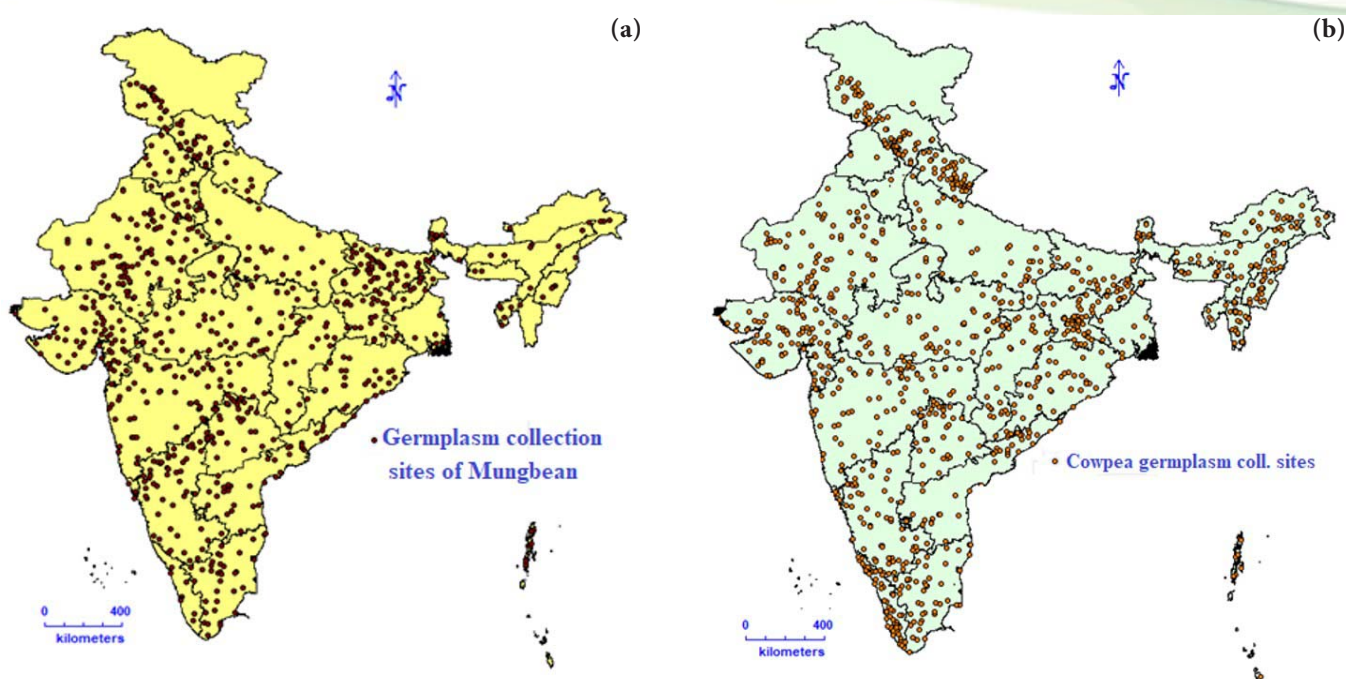 (a)
N
Germplasm collection
sites of Mungbean
0 400
kilometers
(b)
N
Cowpea germplasm coll. sites
0 400
kilometers